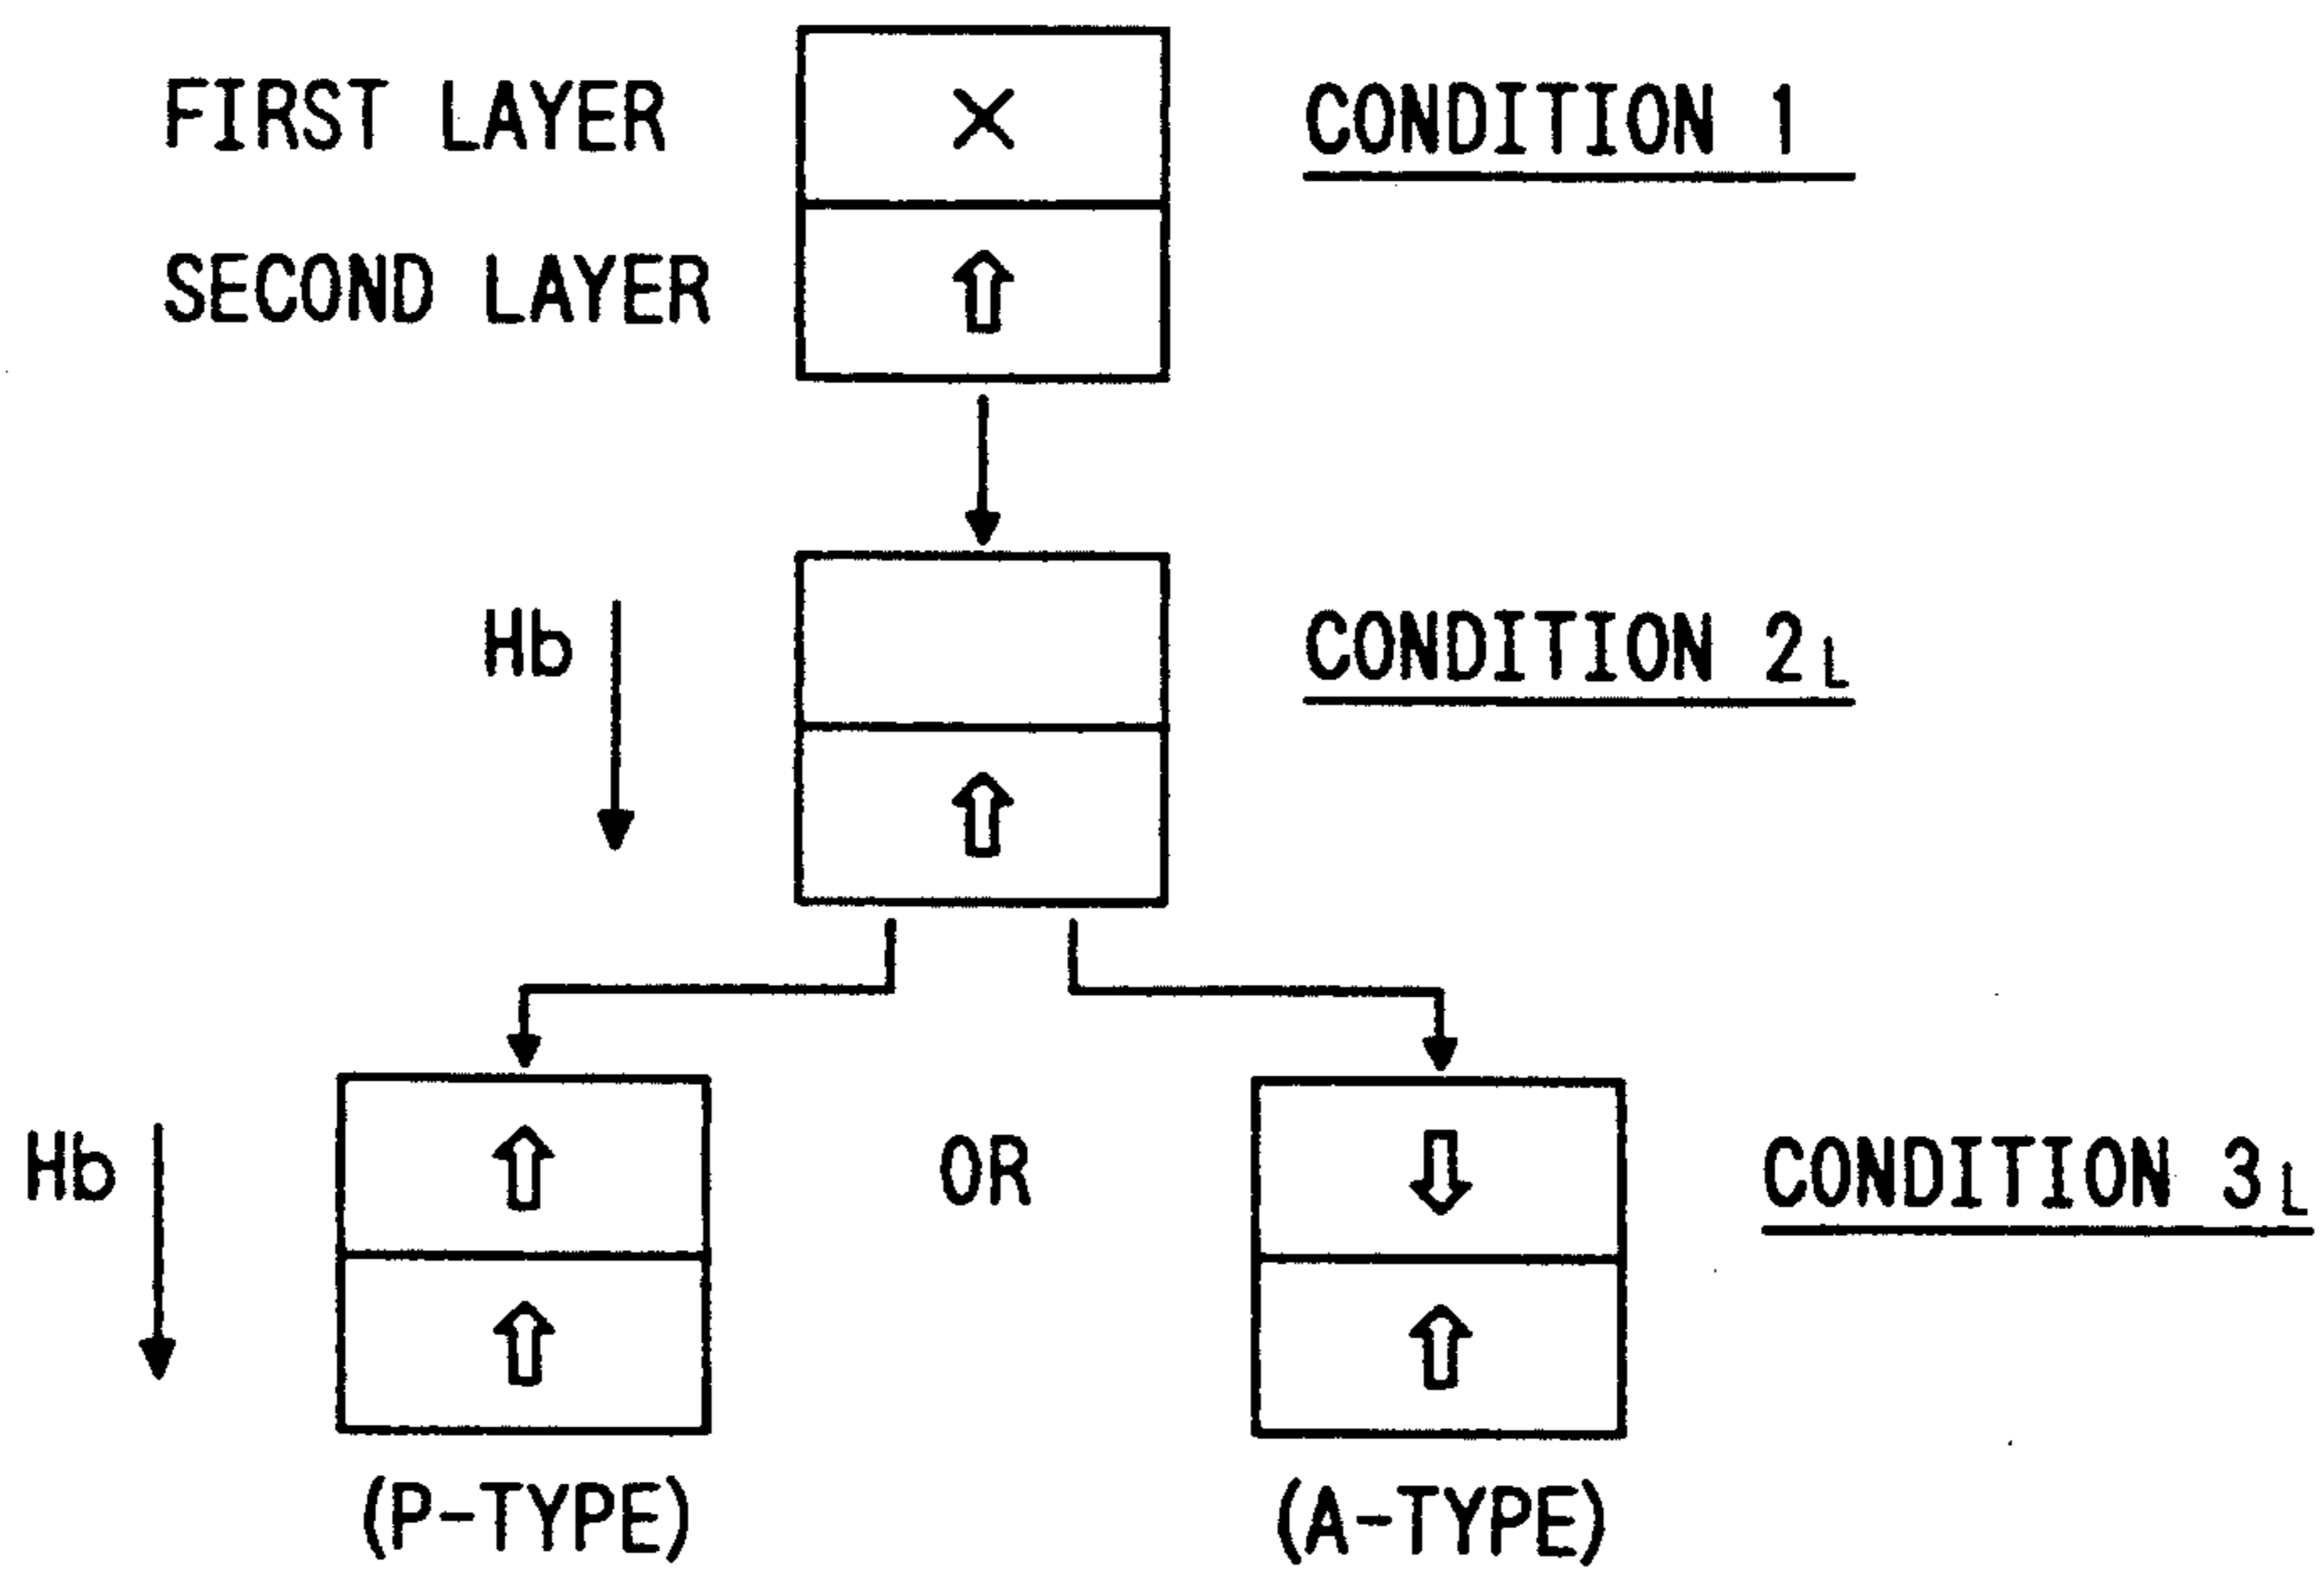 FIRST LAYER
CONDITION 1
SECOND LAYER
Hb
CONDITION 2L
Hb
OR
CONDITION 3L
(P-TYPE)
(A-TYPE)